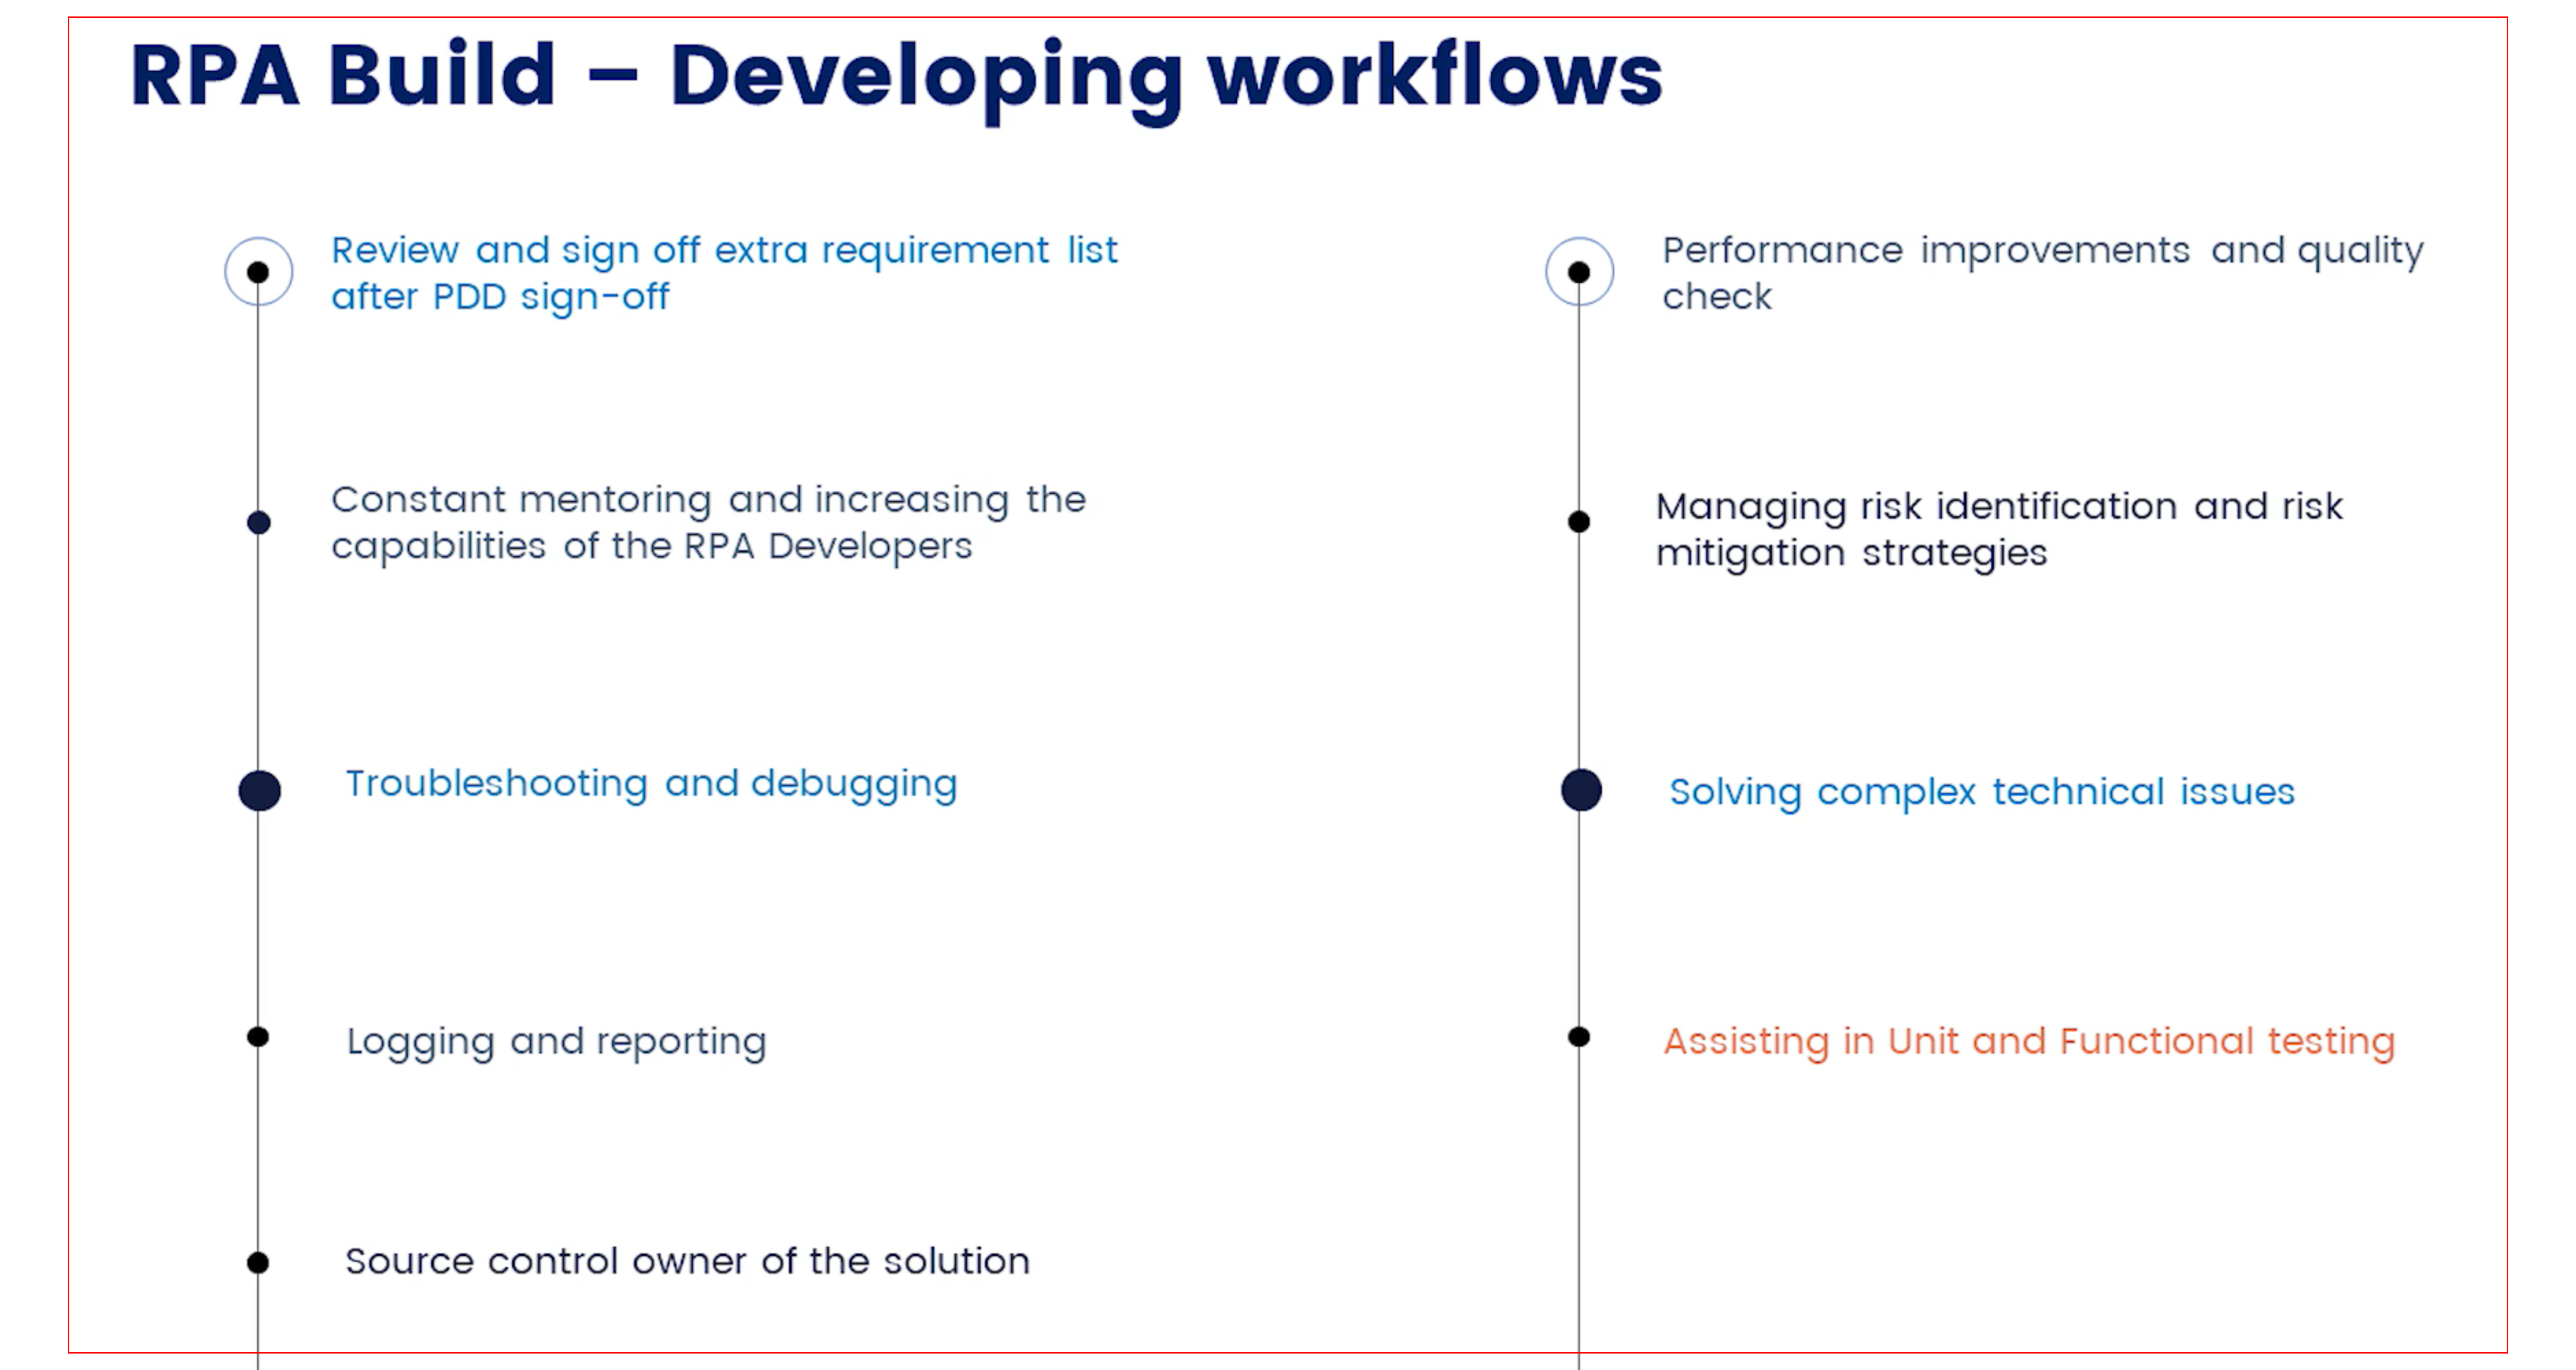 RPA Build – Developing workflows
Review and sign off extra requirement list
after PDD sign-off
Constant mentoring and increasing the
capabilities of the RPA Developers
Troubleshooting and debugging
Logging and reporting
Source control owner of the solution
Performance improvements and quality
check
Managing risk identification and risk
mitigation strategies
Solving complex technical issues
Assisting in Unit and Functional testing